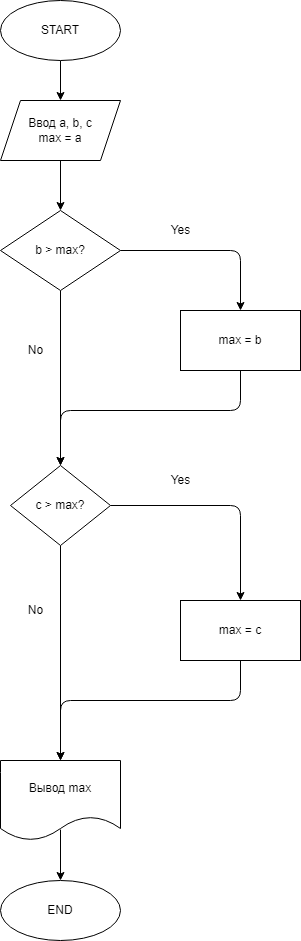 START
Ввод a, b, c
max = a
b > max?
Yes
max = b
No
c > max?
Yes
max = c
No
Вывод max
END